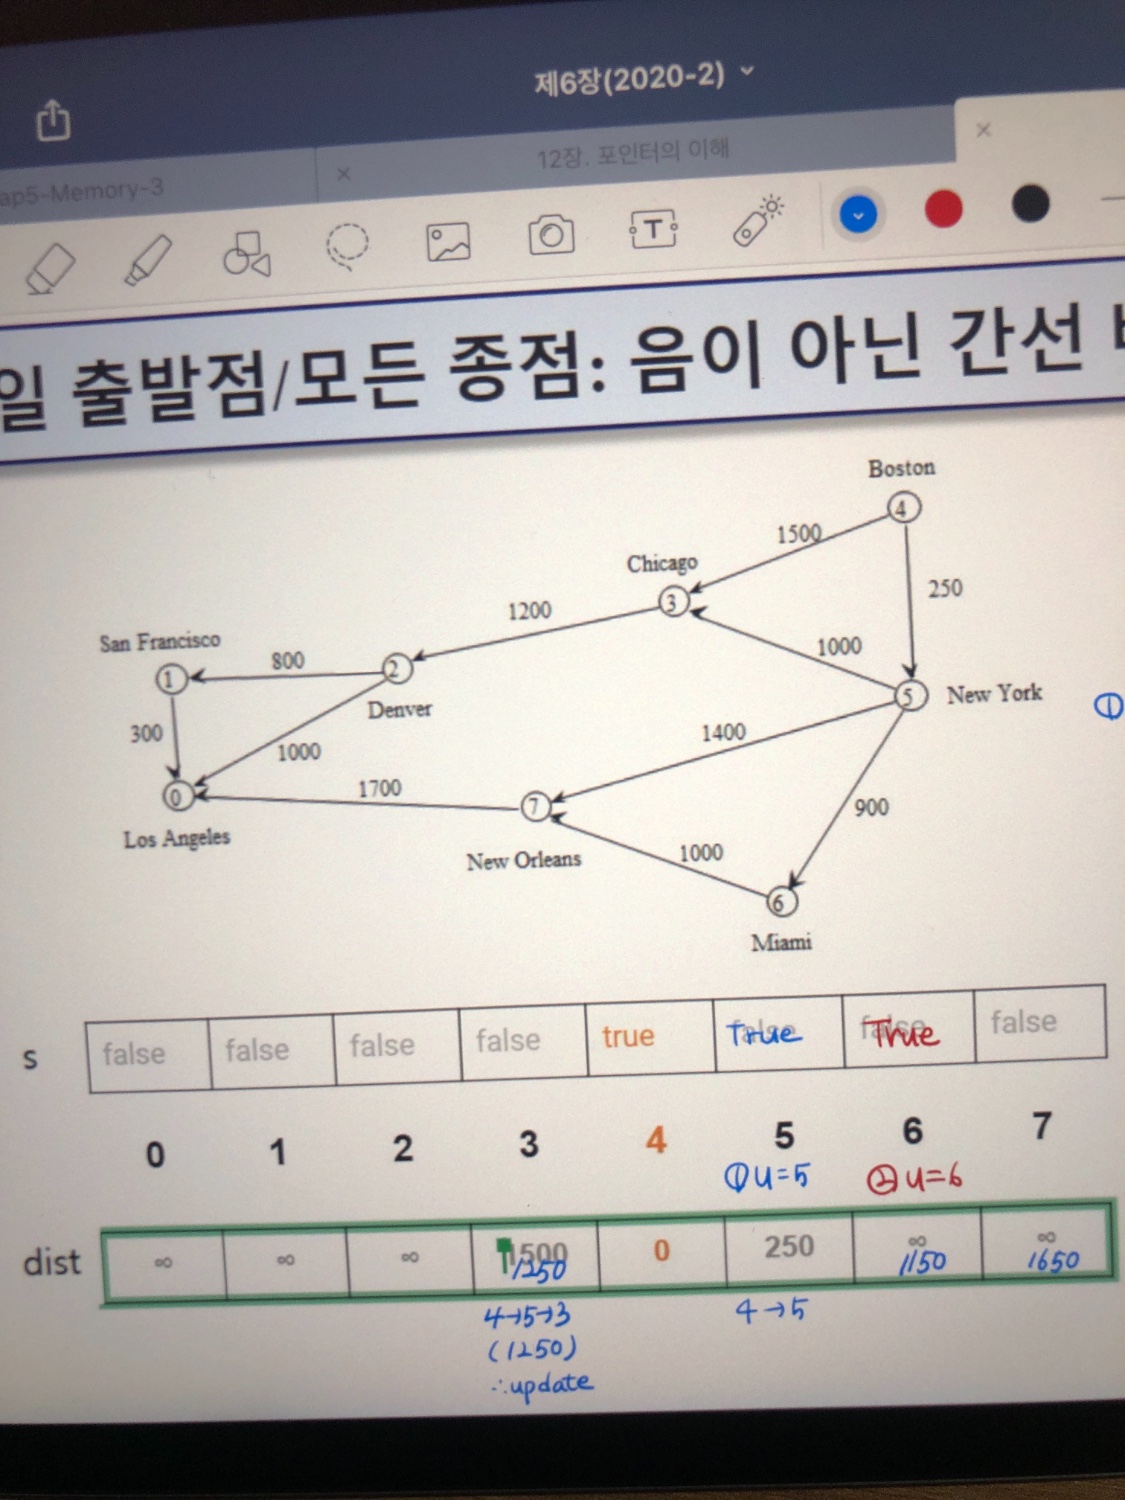 제6장(2020-2)
ap5-Memory-3
12장. 포인터의 이해
T
일 출발점/모든 종점: 음이 아닌 간선
Boston
4
1500
Chicago
3
250
1200
San Francisco
1000
800
1
2
5
New York
①
Denver
300
1400
1000
1700
0
7
900
Los Angeles
New Orleans
1000
6
Miami
s
false
false
false
false
true
false
True
false
True
false
0
1
2
3
4
5
6
7
①u=5
②u=6
dist
∞
∞
∞
1500
1250
0
250
∞
1150
∞
1650
4→5→3
(1250)
∴update
4→5